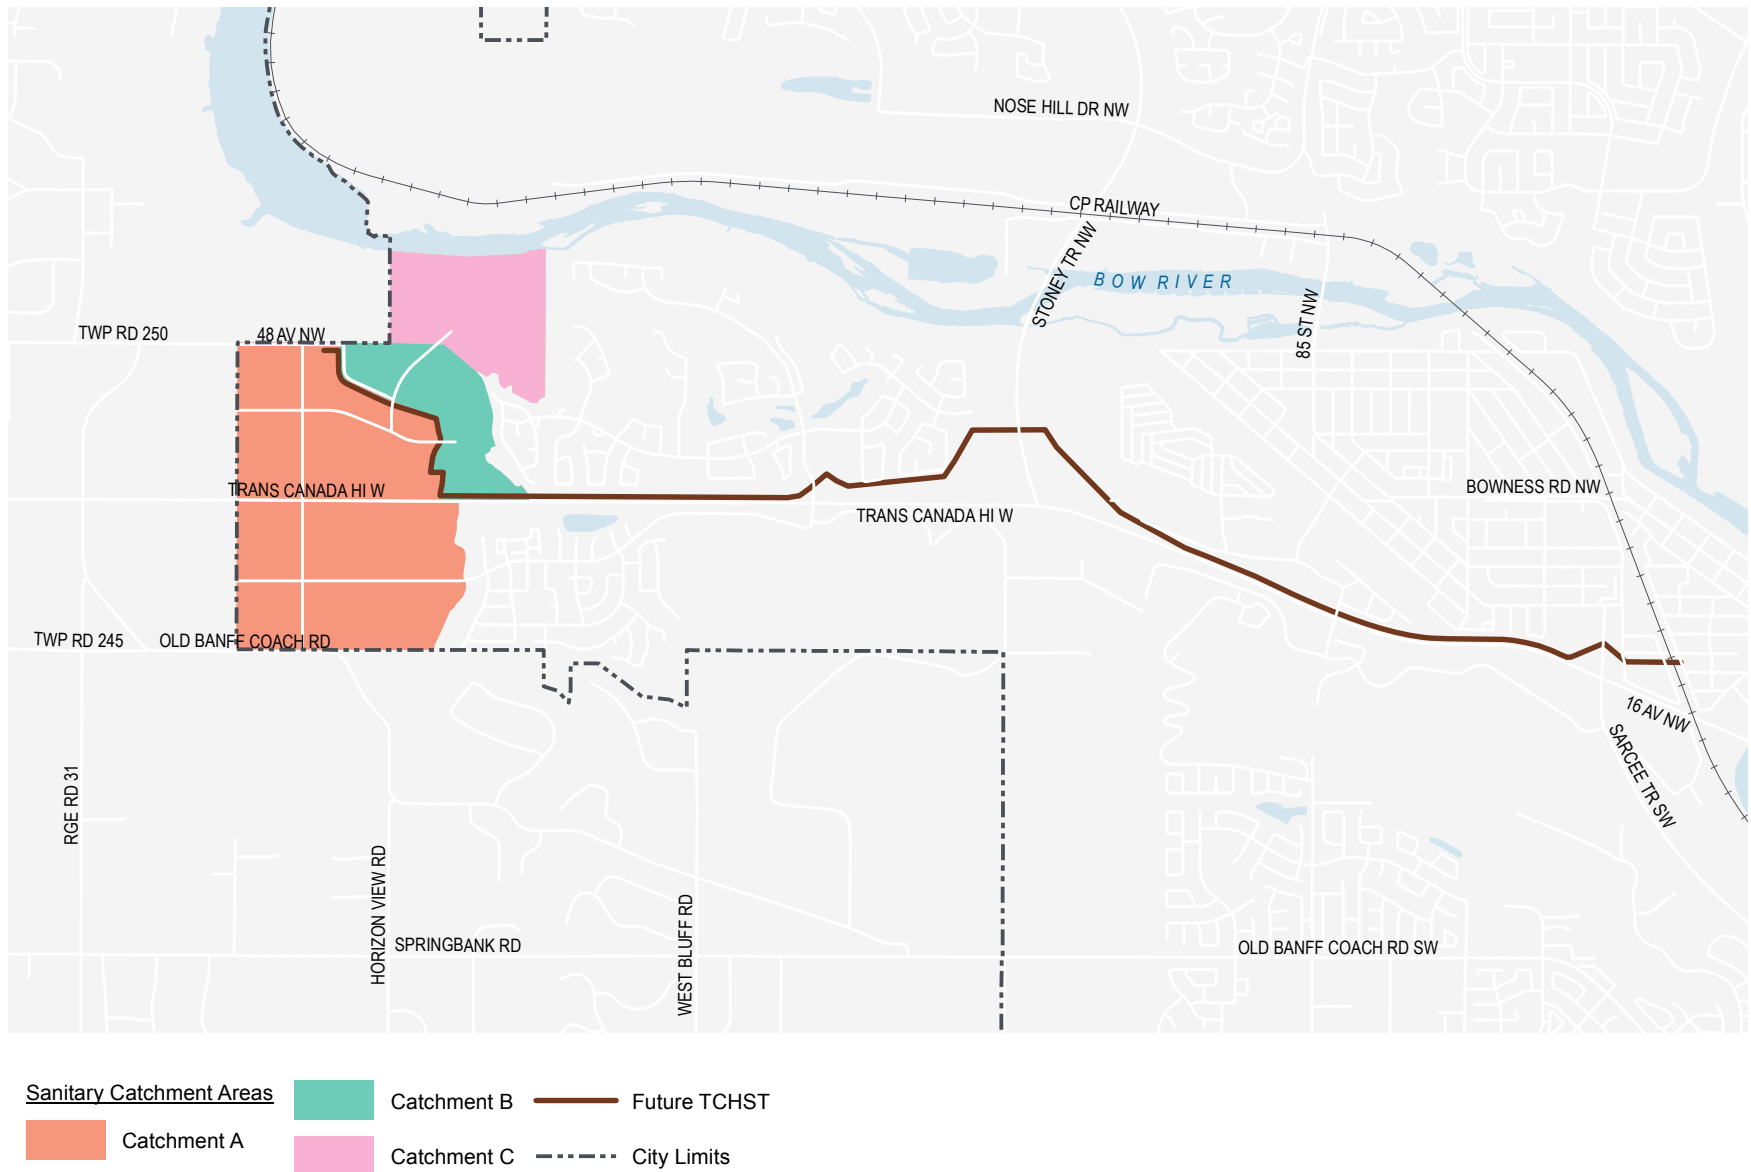 NOSE HILL DR NW
CP RAILWAY
STONEY TR NW
BOW RIVER
85 ST NW
TWP RD 250
48 AV NW
TRANS CANADA HI W
BOWNESS RD NW
TRANS CANADA HI W
TWP RD 245
OLD BANFF COACH RD
16 AV NW
SARCEE TR SW
RGE RD 31
HORIZON VIEW RD
SPRINGBANK RD
WEST BLUFF RD
OLD BANFF COACH RD SW
Sanitary Catchment Areas
Catchment A
Catchment B
Catchment C
Future TCHST
City Limits